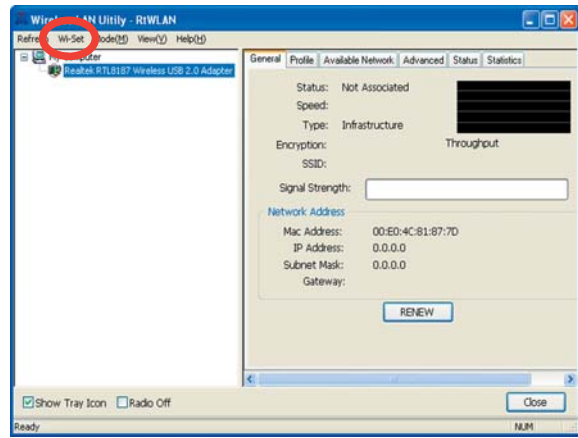 Wireless LAN Uitily - RtWLAN
Refresh Wi-Set Mode(M) View(V) Help(H)
My Computer
Realtek RTL8187 Wireless USB 2.0 Adapter
General Profile Available Network Advanced Status Statistics
Status: Not Associated
Speed:
Type: Infrastructure
Encryption: Throughput
SSID:
Signal Strength:
Network Address
Mac Address: 00:E0:4C:81:87:7D
IP Address: 0.0.0.0
Subnet Mask: 0.0.0.0
Gateway:
RENEW
Show Tray Icon Radio Off Close
Ready NUM